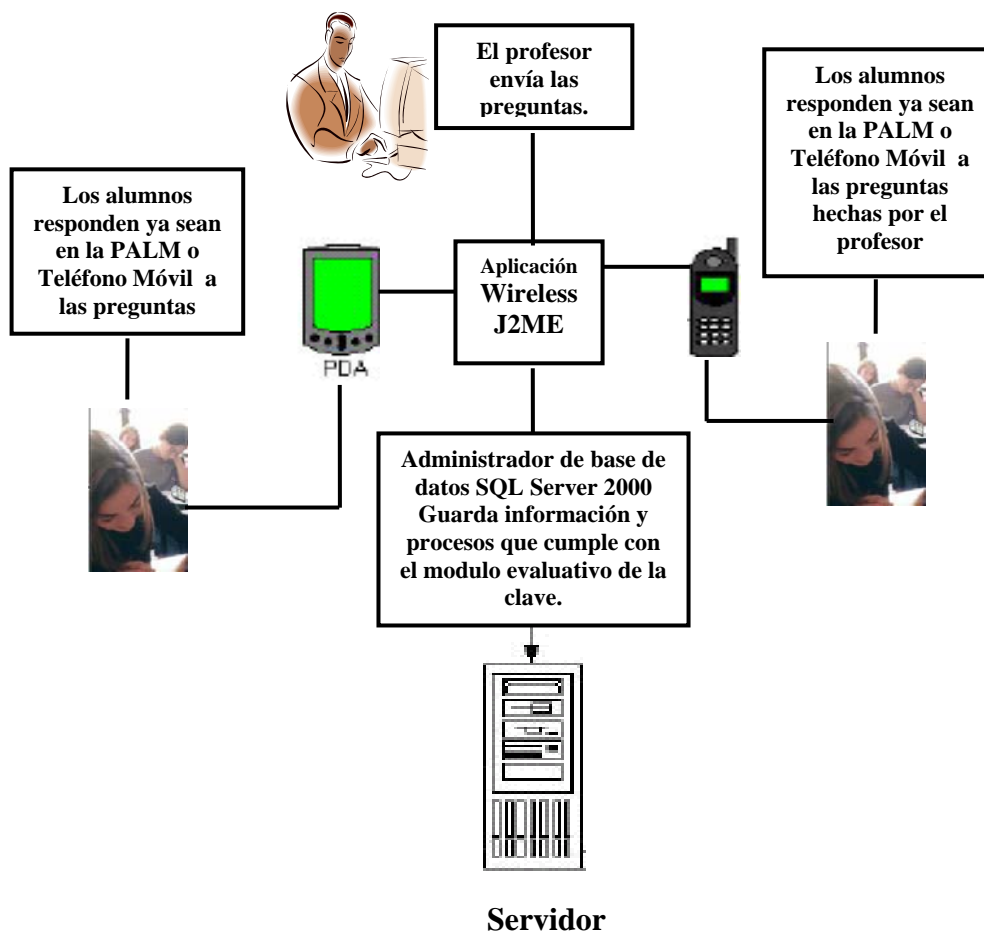 El profesor
envía las
preguntas.
Los alumnos
responden ya sean
en la PALM o
Teléfono Móvil a
las preguntas
hechas por el
profesor
Los alumnos
responden ya sean
en la PALM o
Teléfono Móvil a
las preguntas
PDA
Aplicación
Wireless
J2ME
Administrador de base de
datos SQL Server 2000
Guarda información y
procesos que cumple con
el modulo evaluativo de la
clave.
Servidor